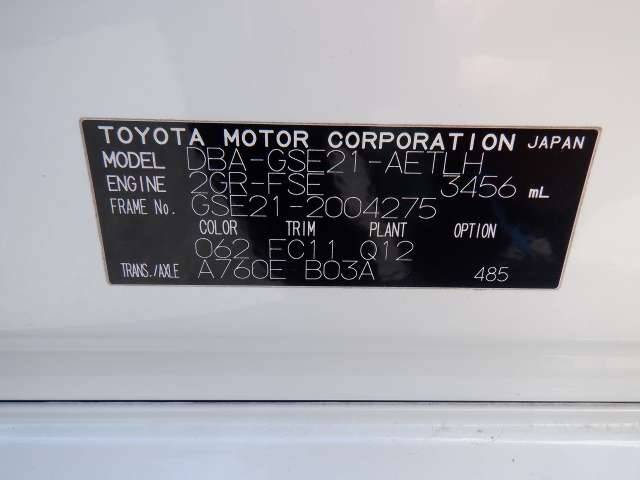 TOYOTA MOTOR CORPORATION JAPAN
MODEL DBA-GSE21-AETLH
ENGINE 2GR-FSE 3456 mL
FRAME No. GSE21-2004275
COLOR TRIM PLANT OPTION
062 FC11 Q12
TRANS./AXLE A760E B03A 485